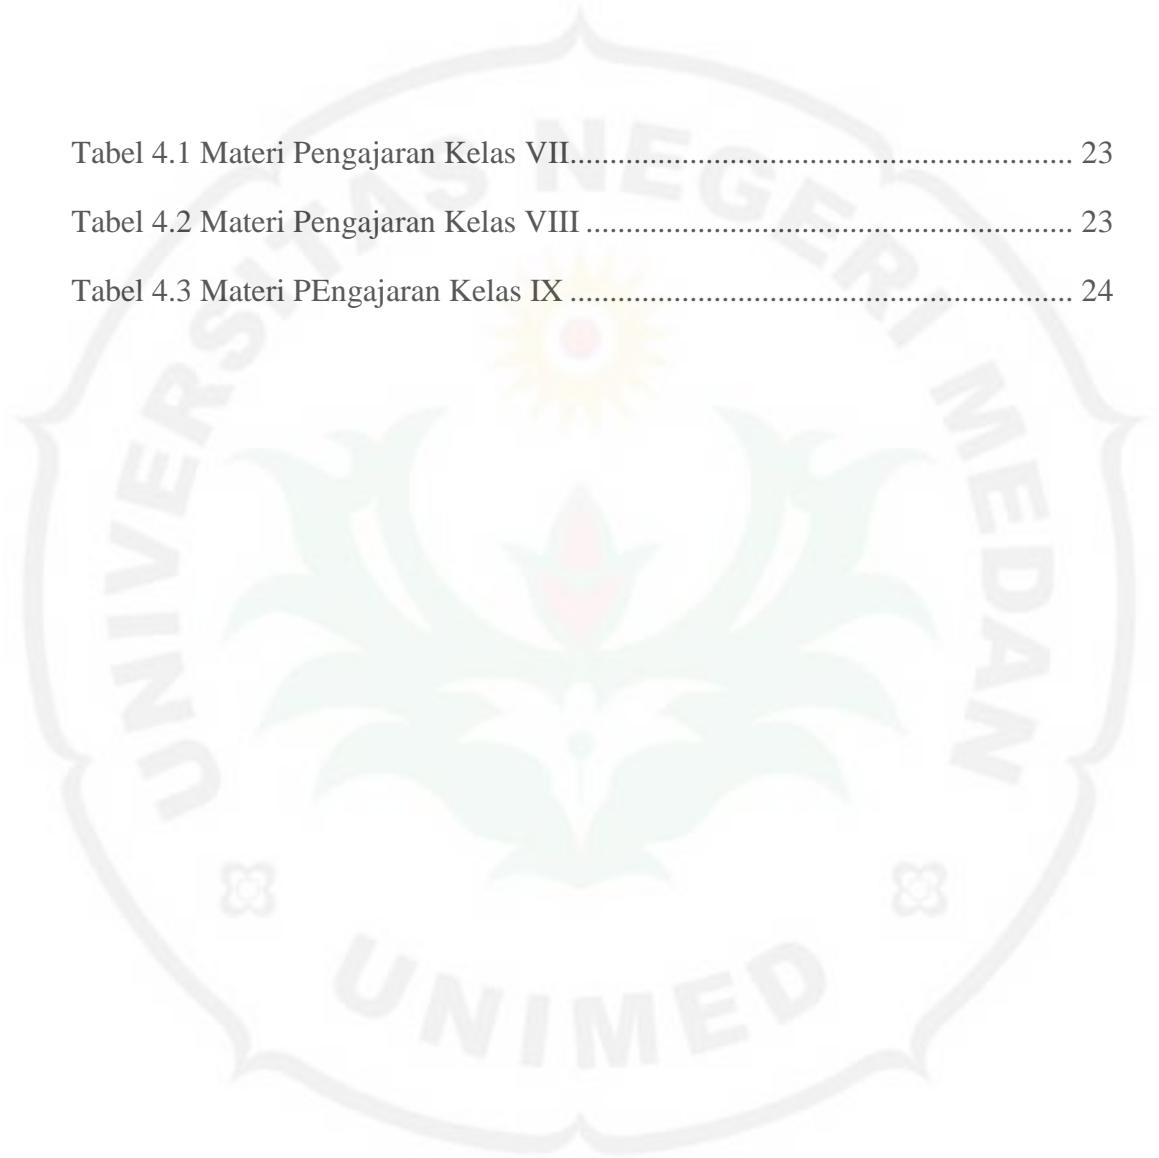 Tabel 4.1 Materi Pengajaran Kelas VII............................................................... 23
Tabel 4.2 Materi Pengajaran Kelas VIII ............................................................. 23
Tabel 4.3 Materi PEngajaran Kelas IX ............................................................... 24
UNIVERSITAS NEGERI MEDAN
UNIMED